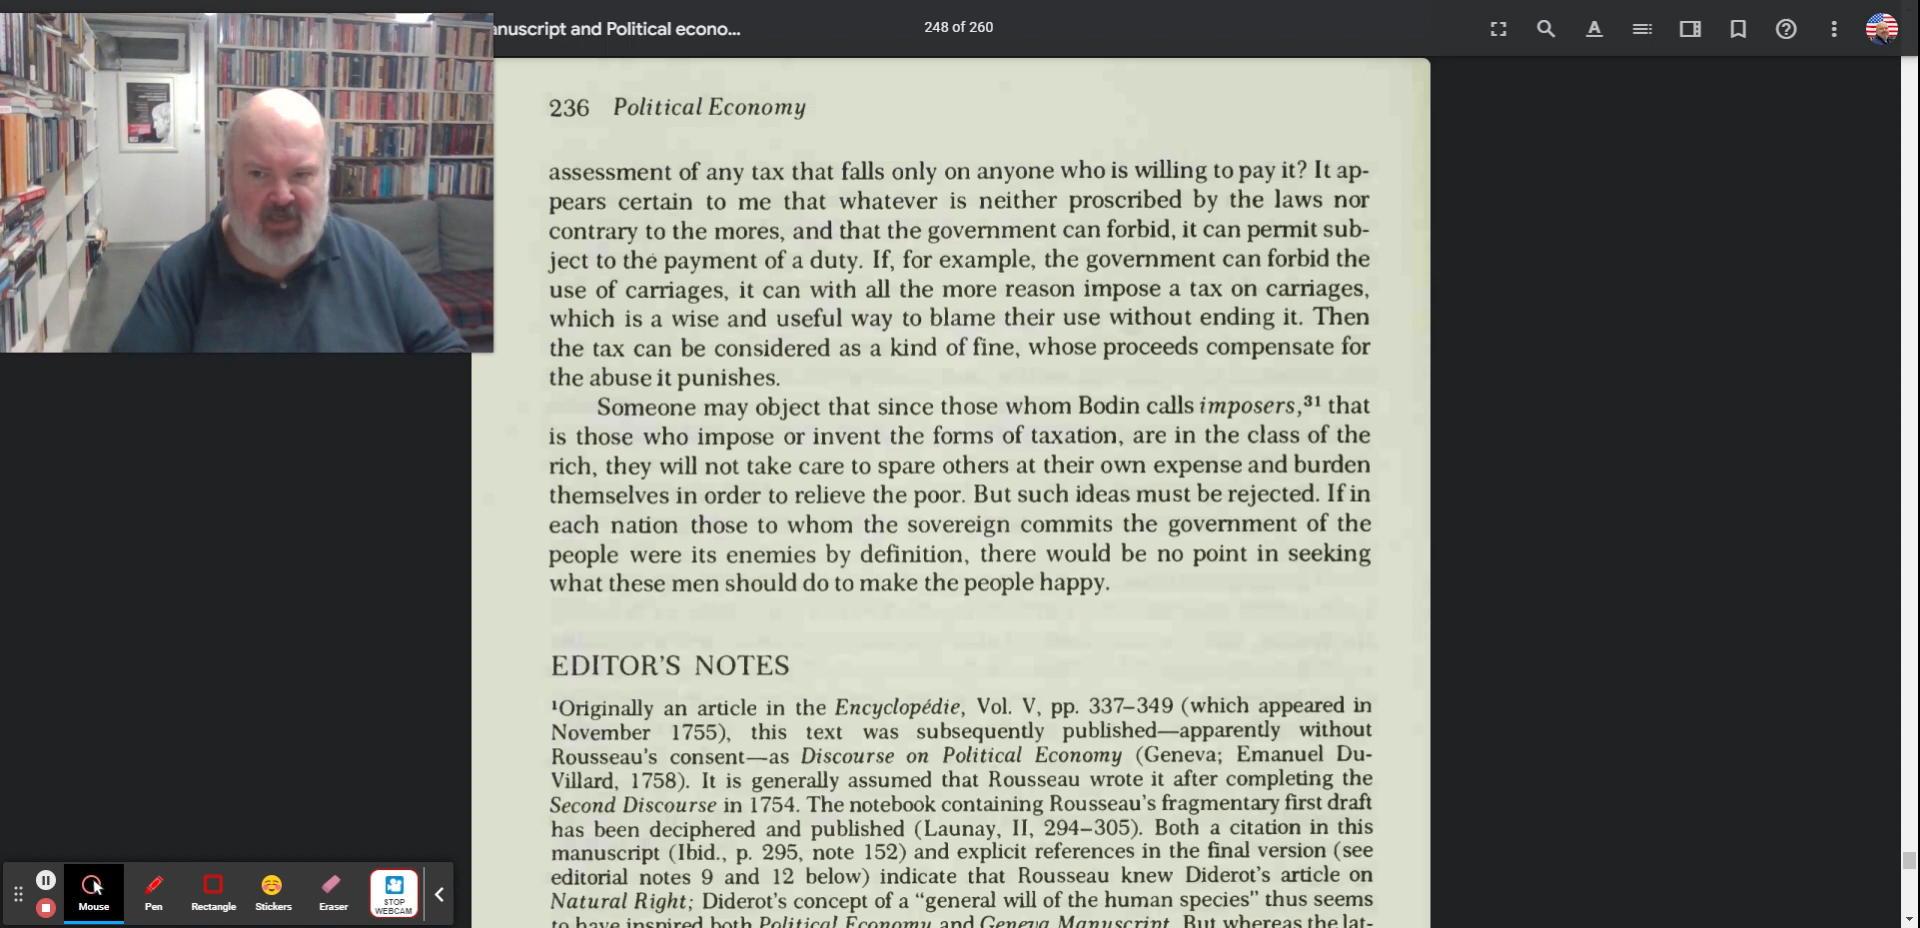 anuscript and Political econo...
248 of 260
236 Political Economy
assessment of any tax that falls only on anyone who is willing to pay it? It ap-
pears certain to me that whatever is neither proscribed by the laws nor
contrary to the mores, and that the government can forbid, it can permit sub-
ject to the payment of a duty. If, for example, the government can forbid the
use of carriages, it can with all the more reason impose a tax on carriages,
which is a wise and useful way to blame their use without ending it. Then
the tax can be considered as a kind of fine, whose proceeds compensate for
the abuse it punishes.
Someone may object that since those whom Bodin calls imposers,³¹ that
is those who impose or invent the forms of taxation, are in the class of the
rich, they will not take care to spare others at their own expense and burden
themselves in order to relieve the poor. But such ideas must be rejected. If in
each nation those to whom the sovereign commits the government of the
people were its enemies by definition, there would be no point in seeking
what these men should do to make the people happy.
EDITOR'S NOTES
¹Originally an article in the Encyclopédie, Vol. V, pp. 337–349 (which appeared in
November 1755), this text was subsequently published—apparently without
Rousseau's consent—as Discourse on Political Economy (Geneva; Emanuel Du-
Villard, 1758). It is generally assumed that Rousseau wrote it after completing the
Second Discourse in 1754. The notebook containing Rousseau's fragmentary first draft
has been deciphered and published (Launay, II, 294–305). Both a citation in this
manuscript (Ibid., p. 295, note 152) and explicit references in the final version (see
editorial notes 9 and 12 below) indicate that Rousseau knew Diderot's article on
Natural Right; Diderot's concept of a "general will of the human species" thus seems
to have inspired both Political Economy and Geneva Manuscript. But whereas the lat-
Mouse
Pen
Rectangle
Stickers
Eraser
STOP
WEBCAM